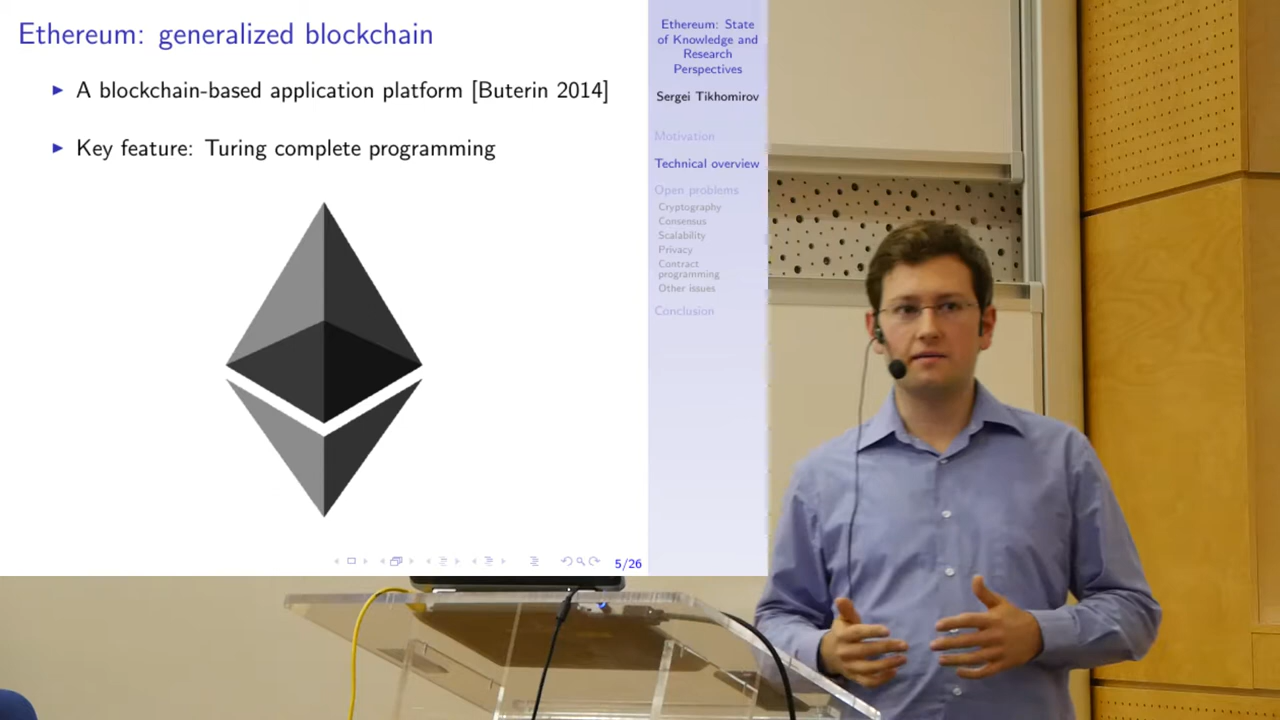 Ethereum: generalized blockchain
▶ A blockchain-based application platform [Buterin 2014]
▶ Key feature: Turing complete programming
5/26
Ethereum: State
of Knowledge and
Research
Perspectives
Sergei Tikhomirov
Motivation
Technical overview
Open problems
Cryptography
Consensus
Scalability
Privacy
Contract
programming
Other issues
Conclusion